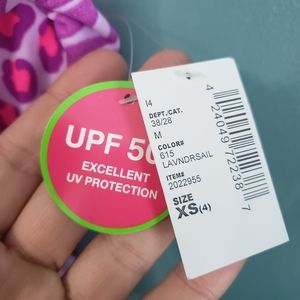 UPF 50
EXCELLENT
UV PROTECTION
I4
DEPT./CAT.
38/28
M
COLOR#
615
LAVNDRSAIL
ITEM#
2022955
SIZE
XS(4)
4 24049 72238 7